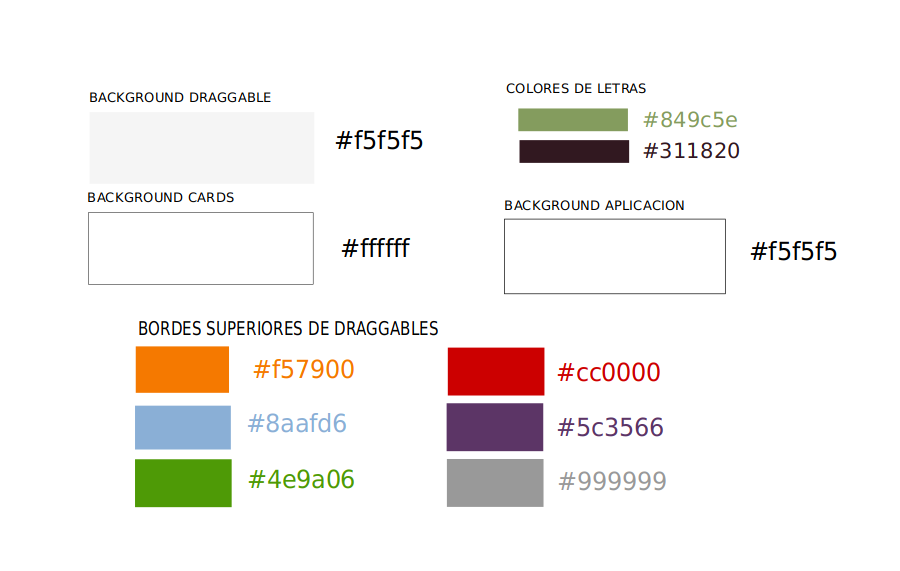 BACKGROUND DRAGGABLE
#f5f5f5
BACKGROUND CARDS
#ffffff
COLORES DE LETRAS
#849c5e
#311820
BACKGROUND APLICACION
#f5f5f5
BORDES SUPERIORES DE DRAGGABLES
#f57900
#cc0000
#8aafd6
#5c3566
#4e9a06
#999999